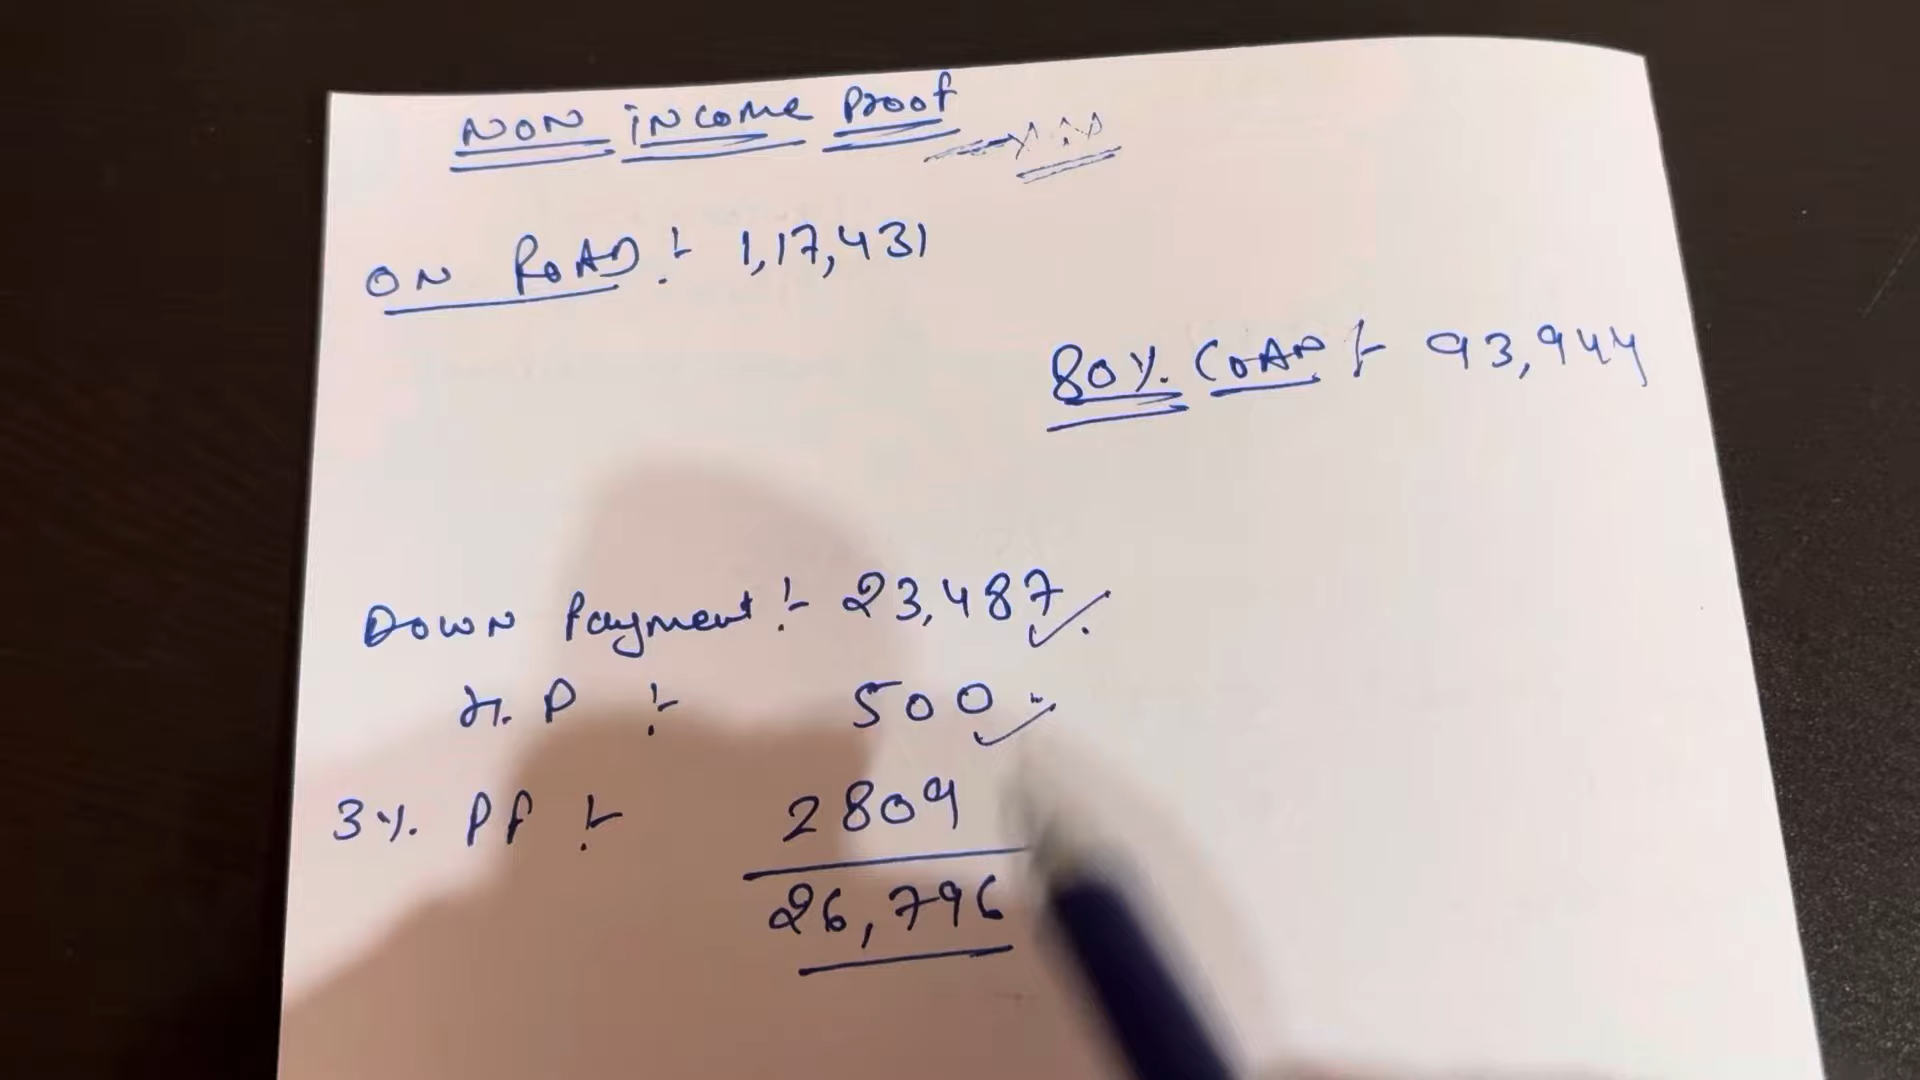 NON INCOME Proof
ON ROAD :- 1,17,431
80% LOAN :- 93,944
DOWN Payment :- 23,487
H.P :- 500
3% PF :- 2809
26,796